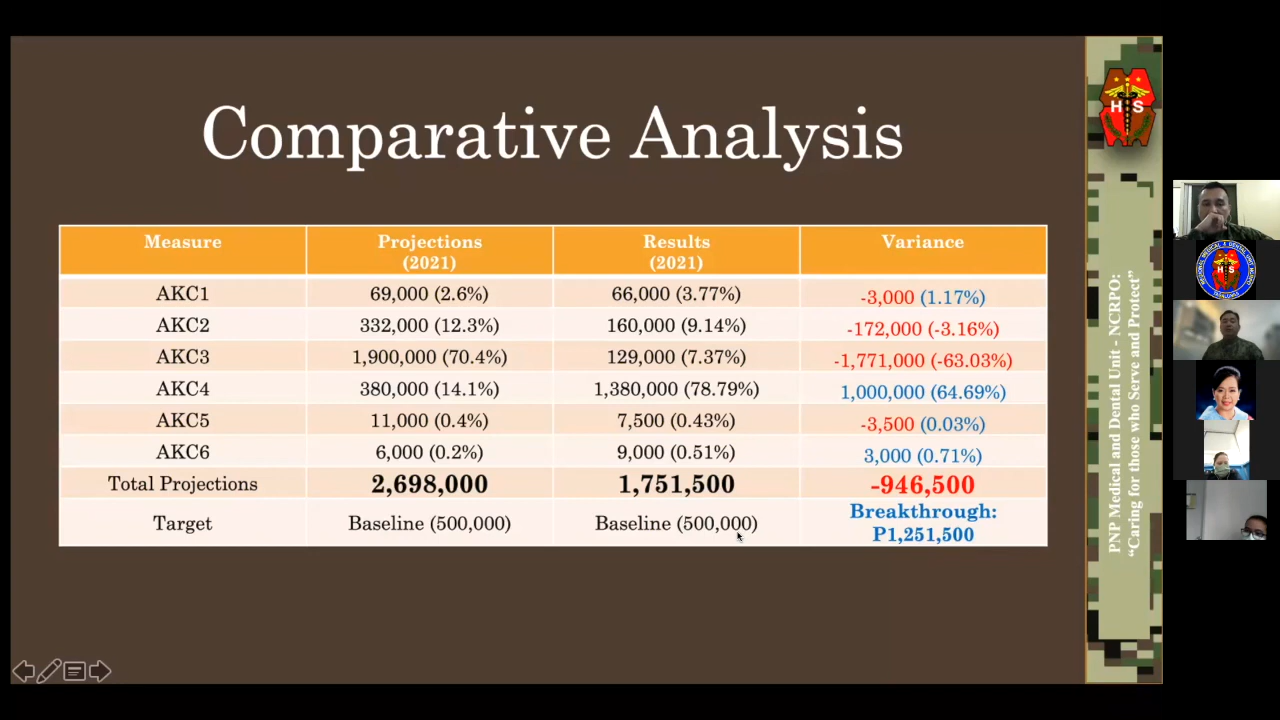 Comparative Analysis
Measure Projections (2021) Results (2021) Variance
AKC1 69,000 (2.6%) 66,000 (3.77%) -3,000 (1.17%)
AKC2 332,000 (12.3%) 160,000 (9.14%) -172,000 (-3.16%)
AKC3 1,900,000 (70.4%) 129,000 (7.37%) -1,771,000 (-63.03%)
AKC4 380,000 (14.1%) 1,380,000 (78.79%) 1,000,000 (64.69%)
AKC5 11,000 (0.4%) 7,500 (0.43%) -3,500 (0.03%)
AKC6 6,000 (0.2%) 9,000 (0.51%) 3,000 (0.71%)
Total Projections 2,698,000 1,751,500 -946,500
Target Baseline (500,000) Baseline (500,000) Breakthrough: P1,251,500
H S
PNP Medical and Dental Unit - NCRPO:
“Caring for those who Serve and Protect”
H S